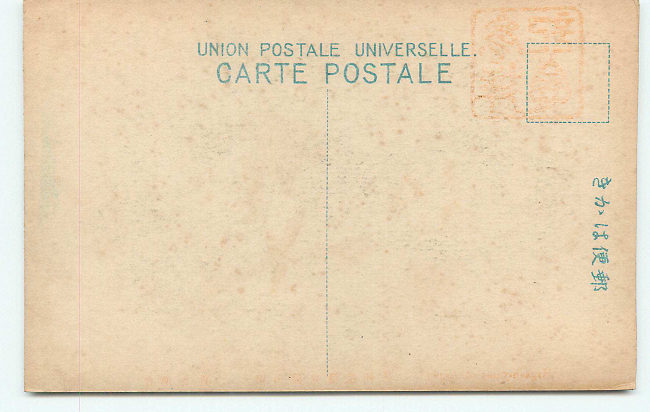 UNION POSTALE UNIVERSELLE.
CARTE POSTALE
郵便はかき